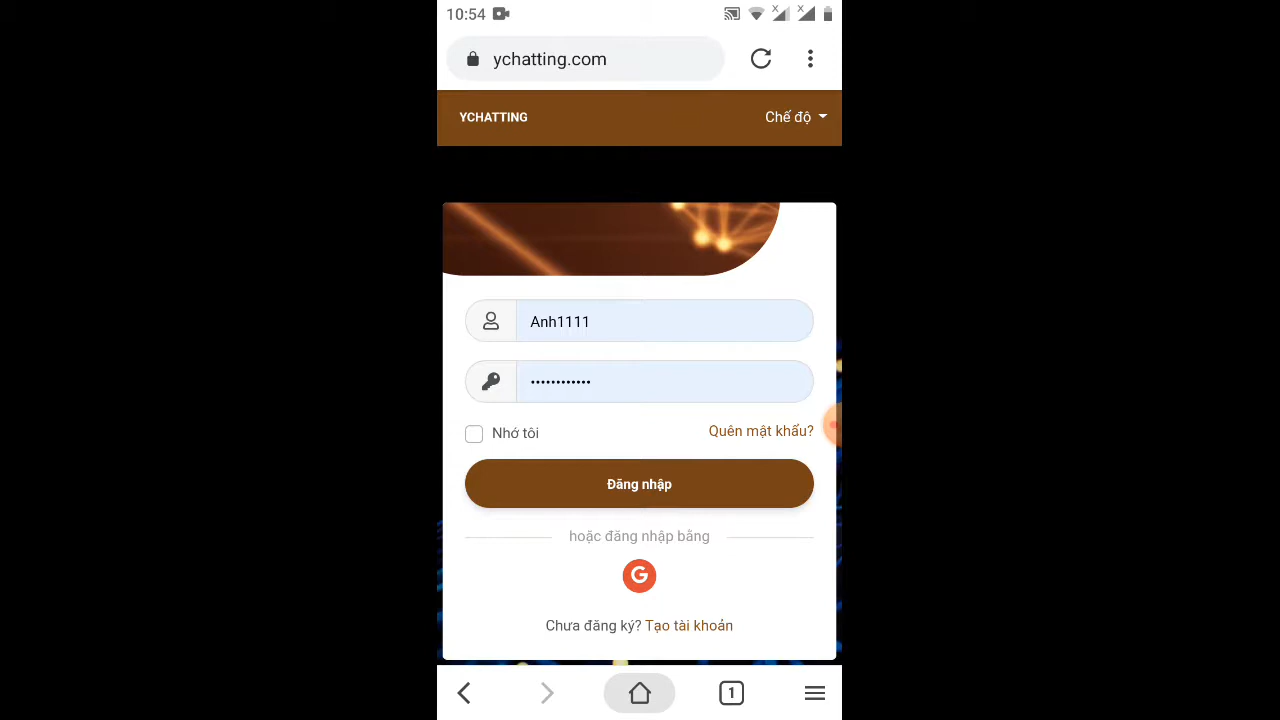 10:54
ychatting.com
YCHATTING
Chế độ
Anh1111
••••••••••••
Nhớ tôi
Quên mật khẩu?
Đăng nhập
hoặc đăng nhập bằng
G
Chưa đăng ký? Tạo tài khoản
1